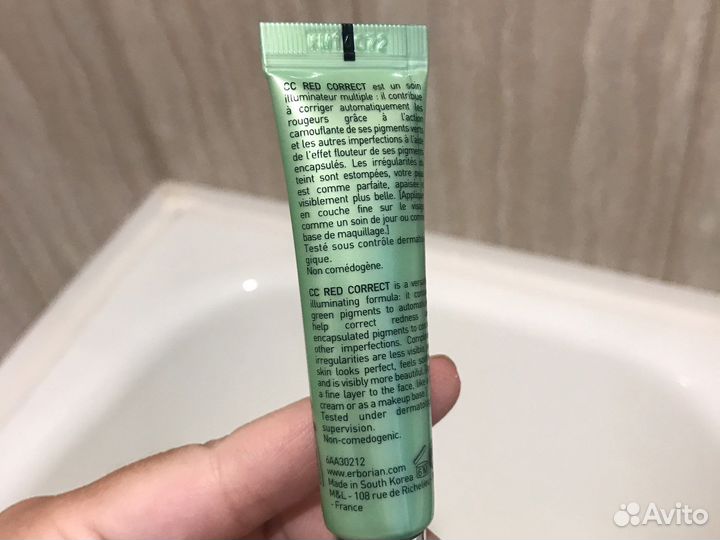 CC RED CORRECT est un soin
illuminateur multiple : il contribue
à corriger automatiquement les
rougeurs grâce à l'action
camouflante de ses pigments verts
et les autres imperfections à l'aide
de l'effet flouteur de ses pigments
encapsulés. Les irrégularités du
teint sont estompées, votre peau
est comme parfaite, apaisée
visiblement plus belle. [Appliquer
en couche fine sur le visage
comme un soin de jour ou comme
base de maquillage.]
Testé sous contrôle dermatolo
gique.
Non comédogène.
CC RED CORRECT is a
illuminating formula: it
green pigments to
help correct redness
encapsulated pigments to
other imperfections.
irregularities are less visible,
skin looks perfect, feels
and is visibly more beautiful.
a fine layer to the face, like
cream or as a makeup base.
Tested under
supervision.
Non-comedogenic.
6AA30212
www.erborian.com
Made in South Korea
M&L - 108 rue de Richelieu
- France
Avito